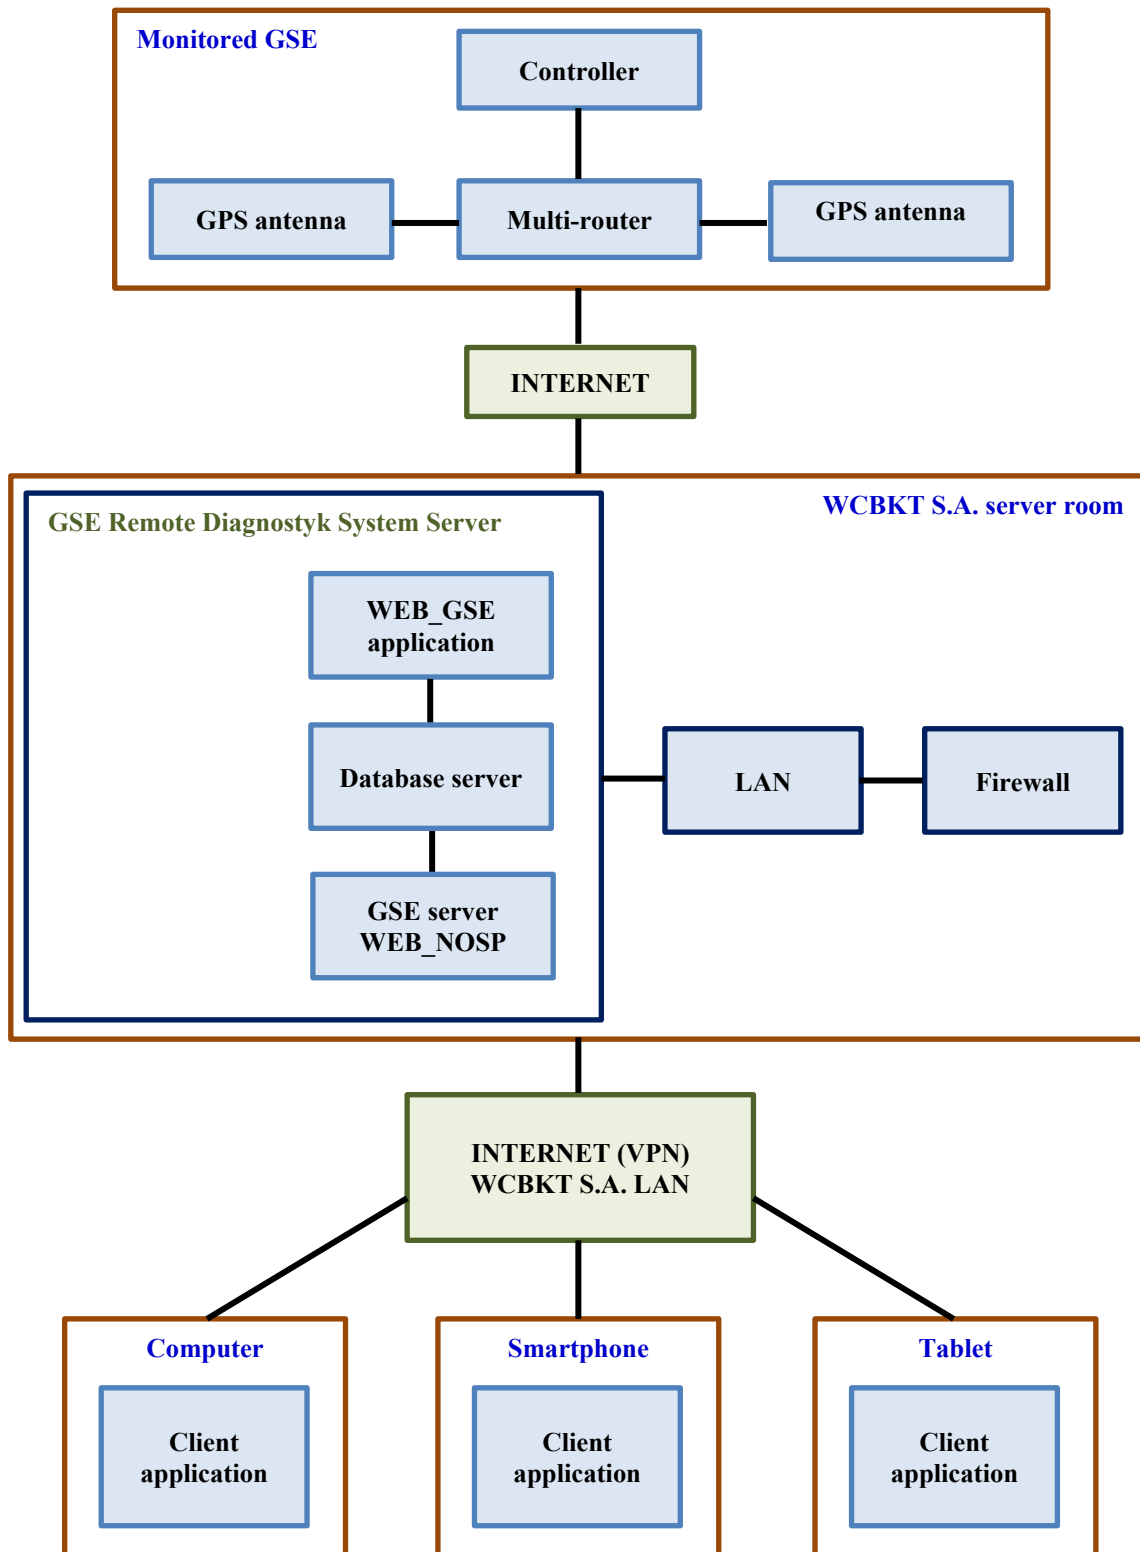 Monitored GSE
Controller
GPS antenna
Multi-router
GPS antenna
INTERNET
WCBKT S.A. server room
GSE Remote Diagnostyk System Server
WEB_GSE
application
Database server
LAN
Firewall
GSE server
WEB_NOSP
INTERNET (VPN)
WCBKT S.A. LAN
Computer
Smartphone
Tablet
Client
application
Client
application
Client
application